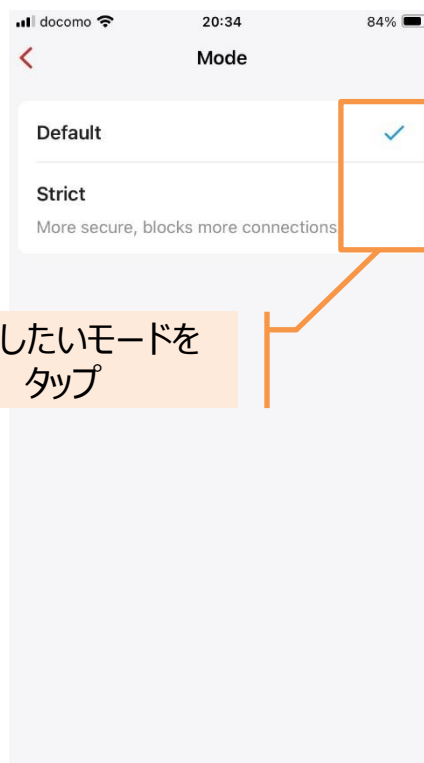 docomo 20:34 84%
Mode
Default
Strict
More secure, blocks more connections
したいモードを
タップ